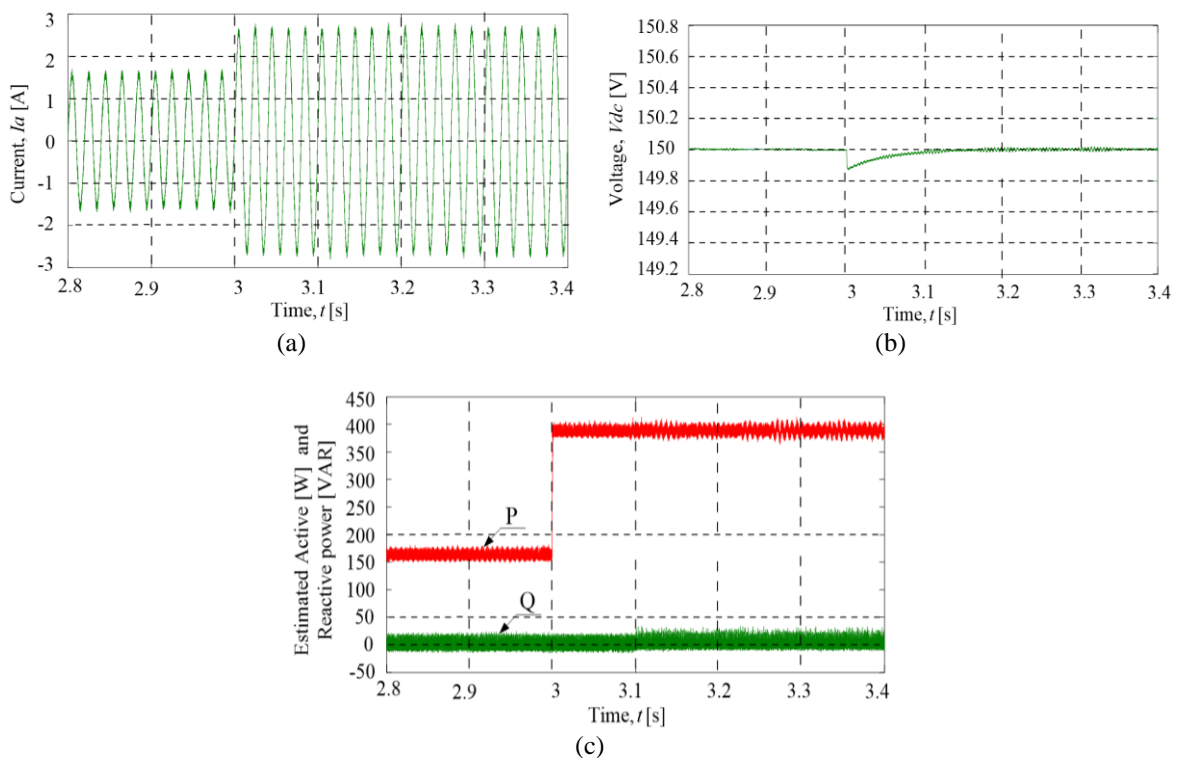 3
2
1
0
-1
-2
-3
Current, Ia [A]
2.8 2.9 3 3.1 3.2 3.3 3.4
Time, t [s]
(a)
150.8
150.6
150.4
150.2
150
149.8
149.6
149.4
149.2
Voltage, Vdc [V]
2.8 2.9 3 3.1 3.2 3.3 3.4
Time, t [s]
(b)
450
400
350
300
250
200
150
100
50
0
-50
Estimated Active [W] and
Reactive power [VAR]
P
Q
2.8 2.9 3 3.1 3.2 3.3 3.4
Time, t [s]
(c)